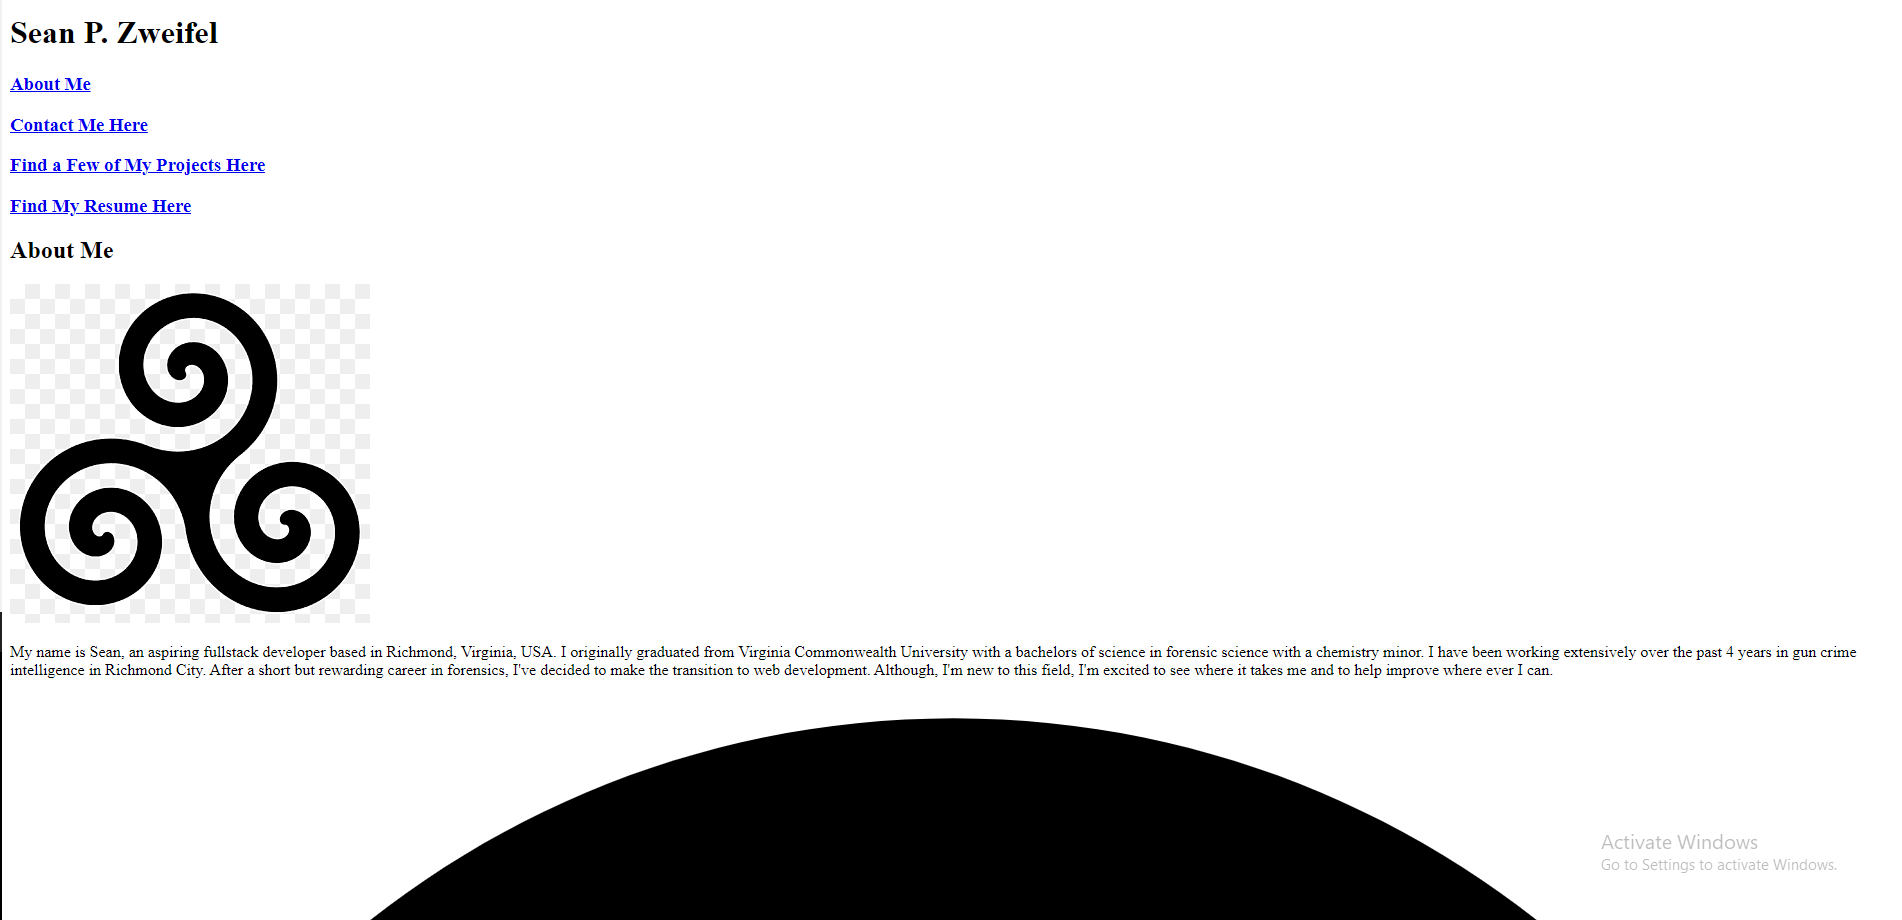 Sean P. Zweifel
About Me
Contact Me Here
Find a Few of My Projects Here
Find My Resume Here
About Me
My name is Sean, an aspiring fullstack developer based in Richmond, Virginia, USA. I originally graduated from Virginia Commonwealth University with a bachelors of science in forensic science with a chemistry minor. I have been working extensively over the past 4 years in gun crime
intelligence in Richmond City. After a short but rewarding career in forensics, I've decided to make the transition to web development. Although, I'm new to this field, I'm excited to see where it takes me and to help improve where ever I can.
Activate Windows
Go to Settings to activate Windows.